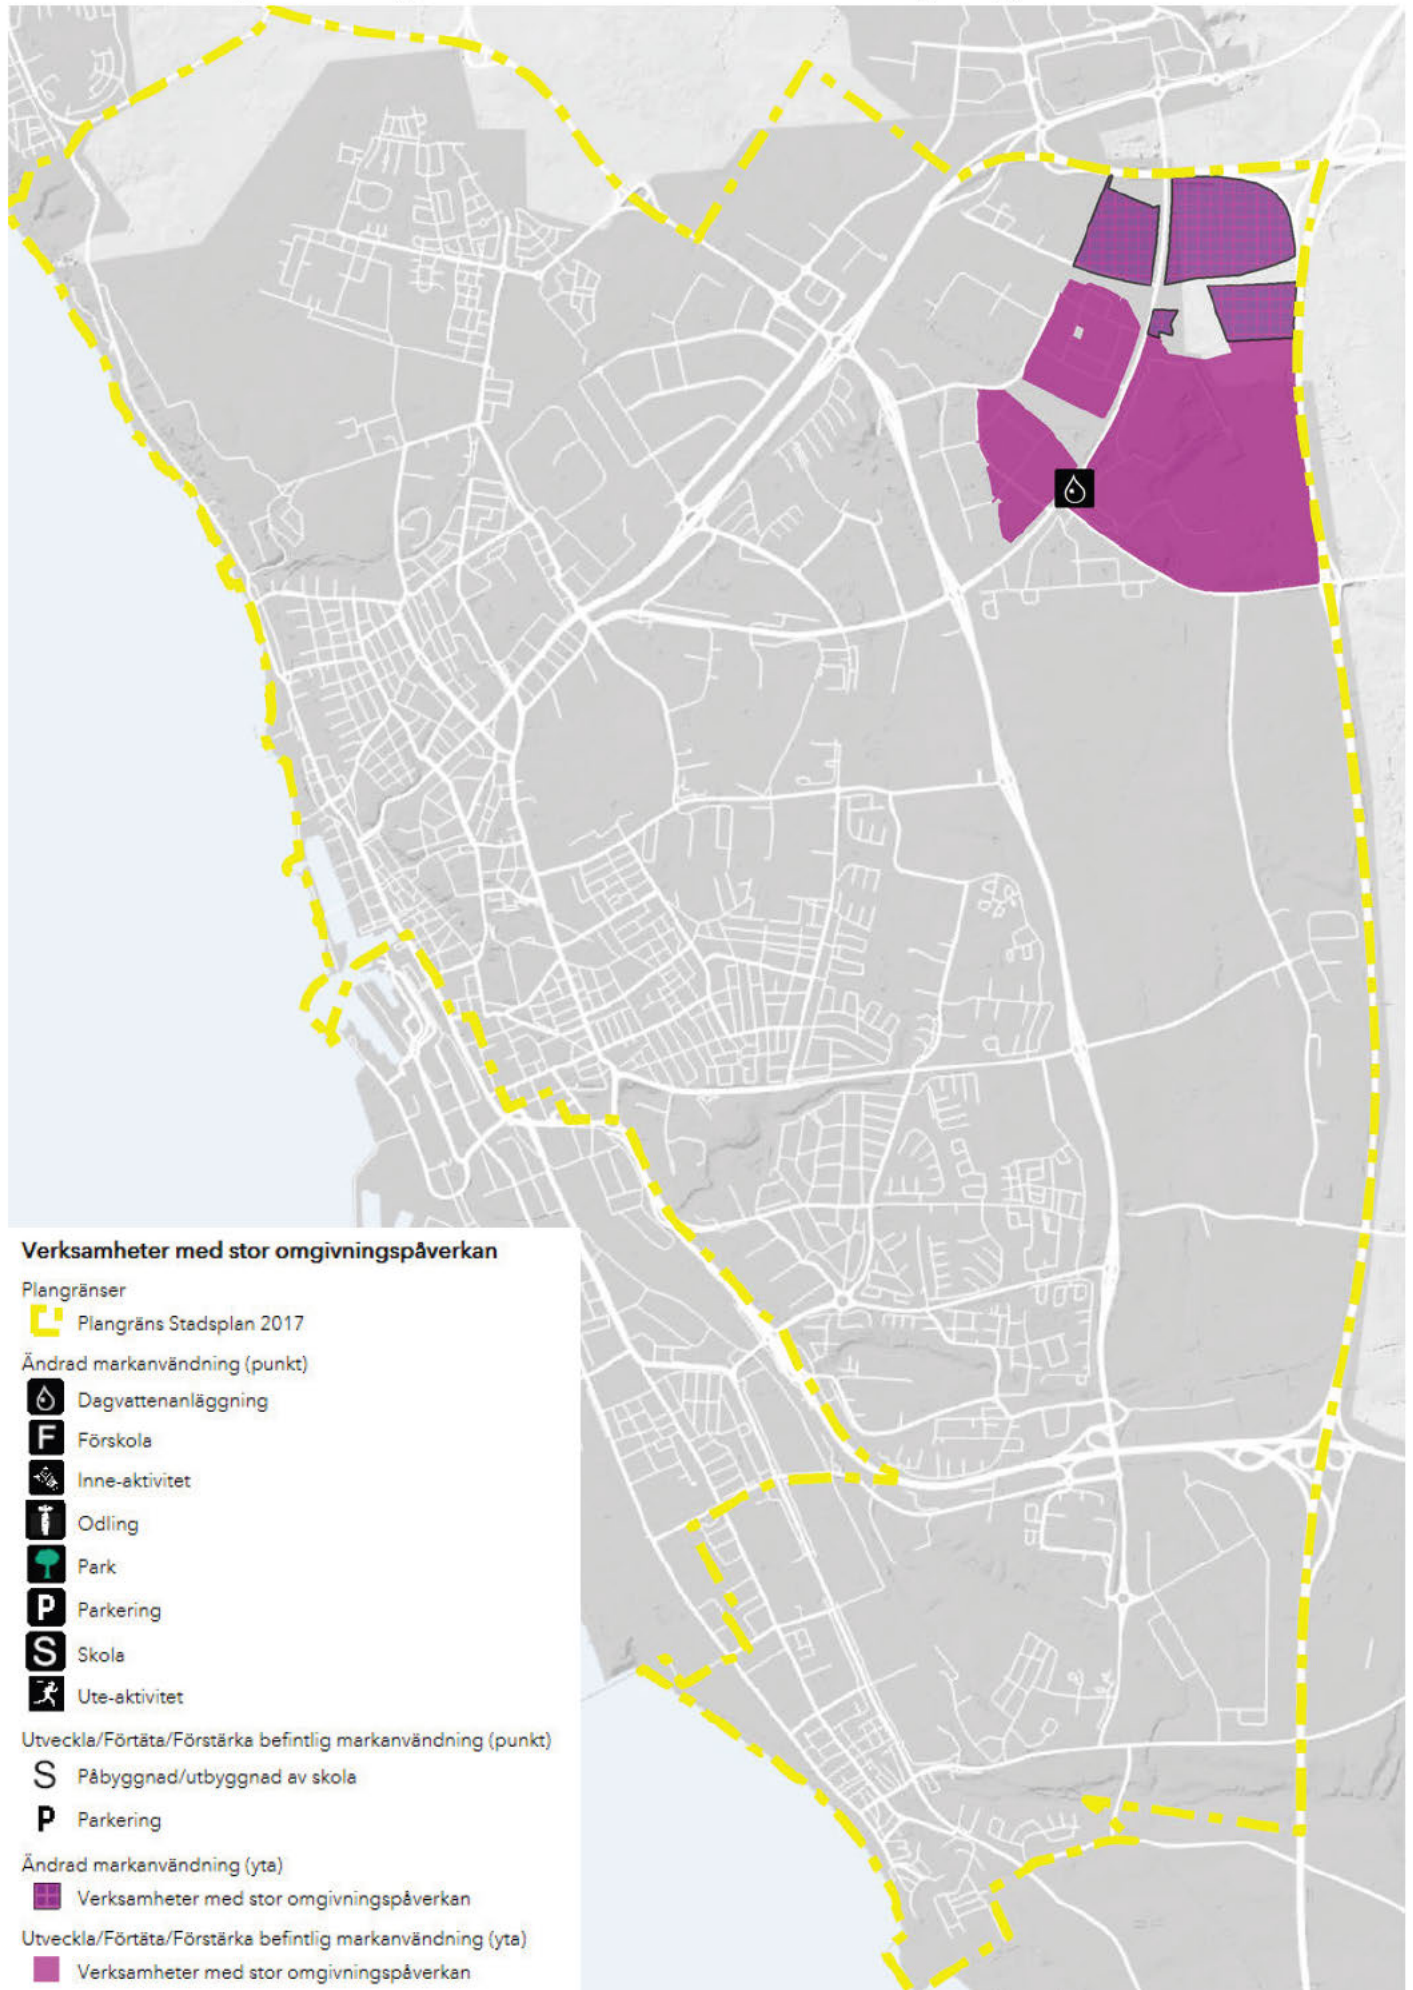 Verksamheter med stor omgivningspåverkan
Plangränser
Plangräns Stadsplan 2017
Ändrad markanvändning (punkt)
Dagvattenanläggning
F Förskola
Inne-aktivitet
Odling
Park
P Parkering
S Skola
Ute-aktivitet
Utveckla/Förtäta/Förstärka befintlig markanvändning (punkt)
S Påbyggnad/utbyggnad av skola
P Parkering
Ändrad markanvändning (yta)
Verksamheter med stor omgivningspåverkan
Utveckla/Förtäta/Förstärka befintlig markanvändning (yta)
Verksamheter med stor omgivningspåverkan